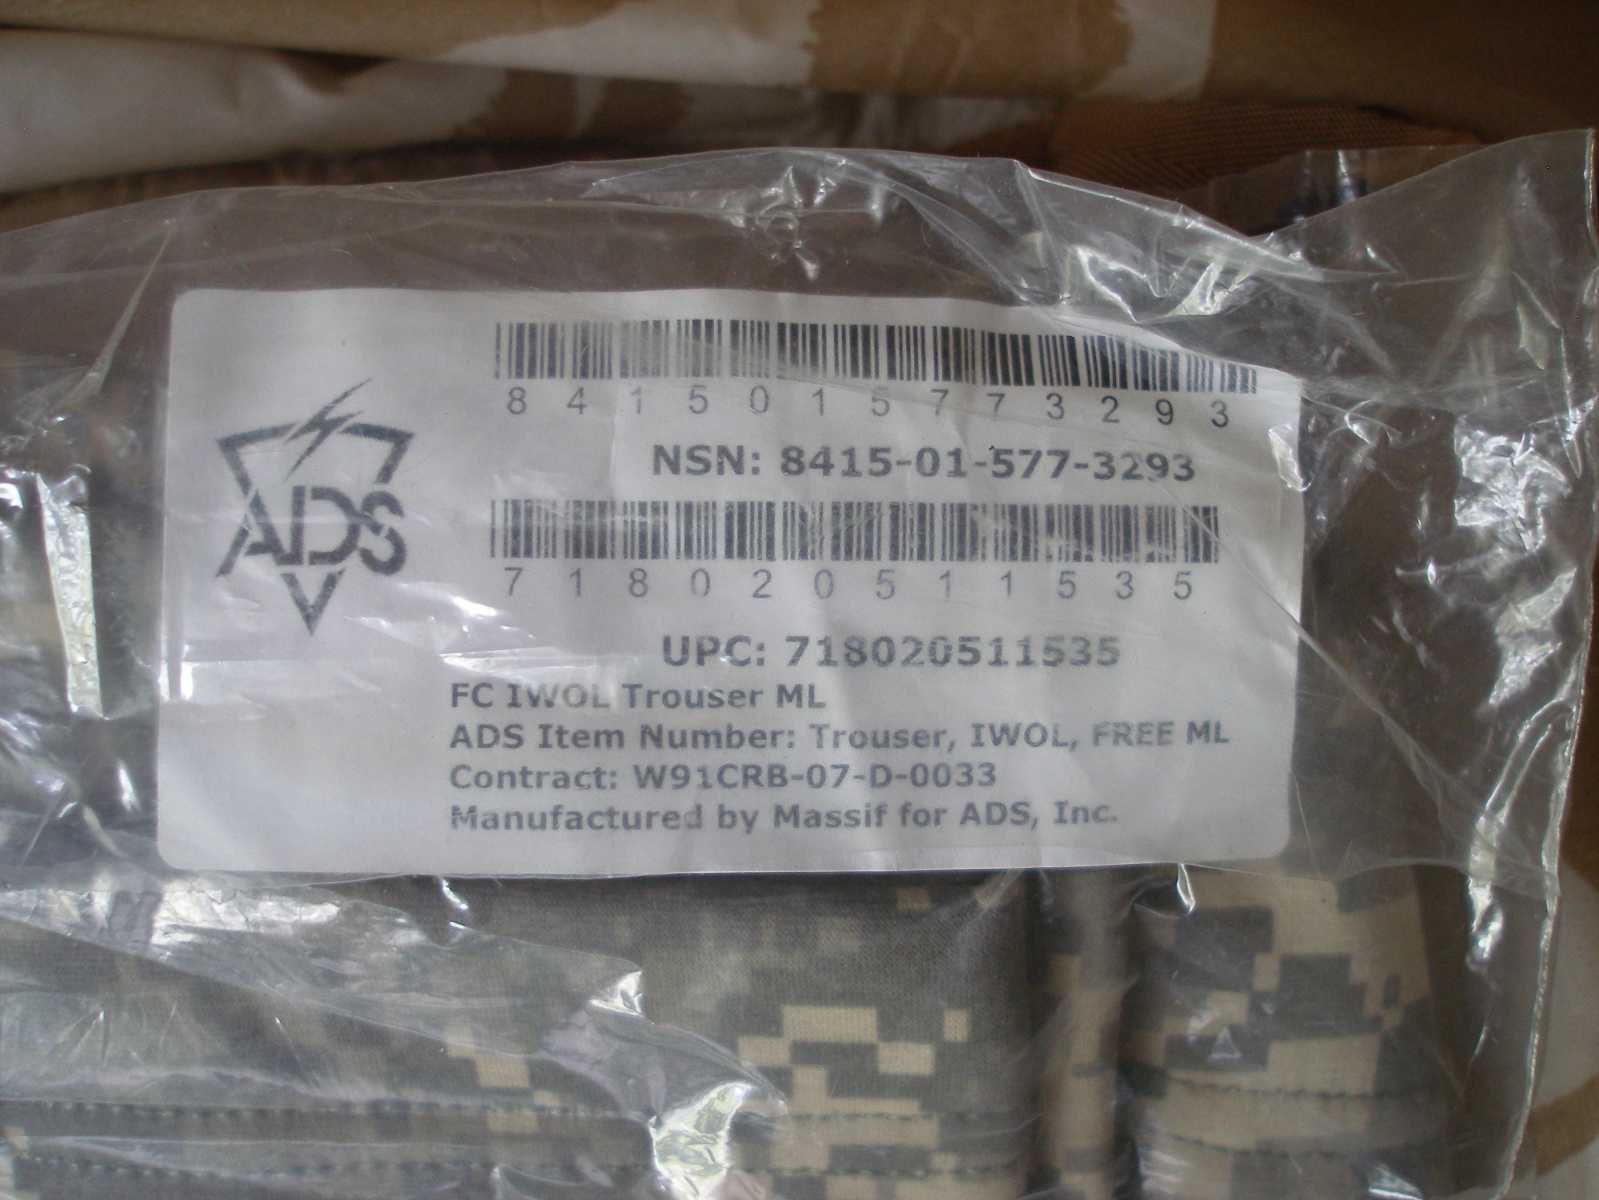 ADS
8415015773293
NSN: 8415-01-577-3293
718020511535
UPC: 718020511535
FC IWOL Trouser ML
ADS Item Number: Trouser, IWOL, FREE ML
Contract: W91CRB-07-D-0033
Manufactured by Massif for ADS, Inc.